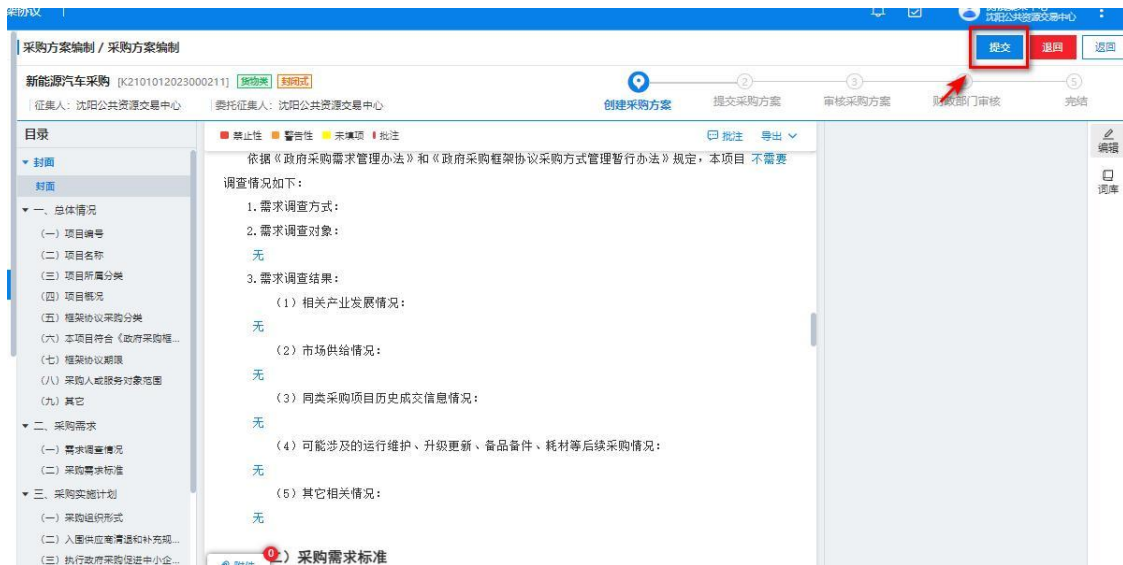 架协议
沈阳公共资源交易中心
采购方案编制 / 采购方案编制
提交
退回
返回
新能源汽车采购 [K2101012023000211] 货物类 封闭式
征集人：沈阳公共资源交易中心 委托征集人：沈阳公共资源交易中心
创建采购方案
2
提交采购方案
3
审核采购方案
财政部门审核
5
完结
目录
封面
封面
一、总体情况
（一）项目编号
（二）项目名称
（三）项目所属分类
（四）项目概况
（五）框架协议采购分类
（六）本项目符合《政府采购框...
（七）框架协议期限
（八）采购人或服务对象范围
（九）其它
二、采购需求
（一）需求调查情况
（二）采购需求标准
三、采购实施计划
（一）采购组织形式
（二）入围供应商清退和补充规...
（三）执行政府采购促进中小企...
禁止性 警告性 未填项 批注
批注 导出
依据《政府采购需求管理办法》和《政府采购框架协议采购方式管理暂行办法》规定，本项目 不需要
调查情况如下：
1.需求调查方式：
2.需求调查对象：
无
3.需求调查结果：
（1）相关产业发展情况：
无
（2）市场供给情况：
无
（3）同类采购项目历史成交信息情况：
无
（4）可能涉及的运行维护、升级更新、备品备件、耗材等后续采购情况：
无
（5）其它相关情况：
无
0
）采购需求标准
编辑
词库